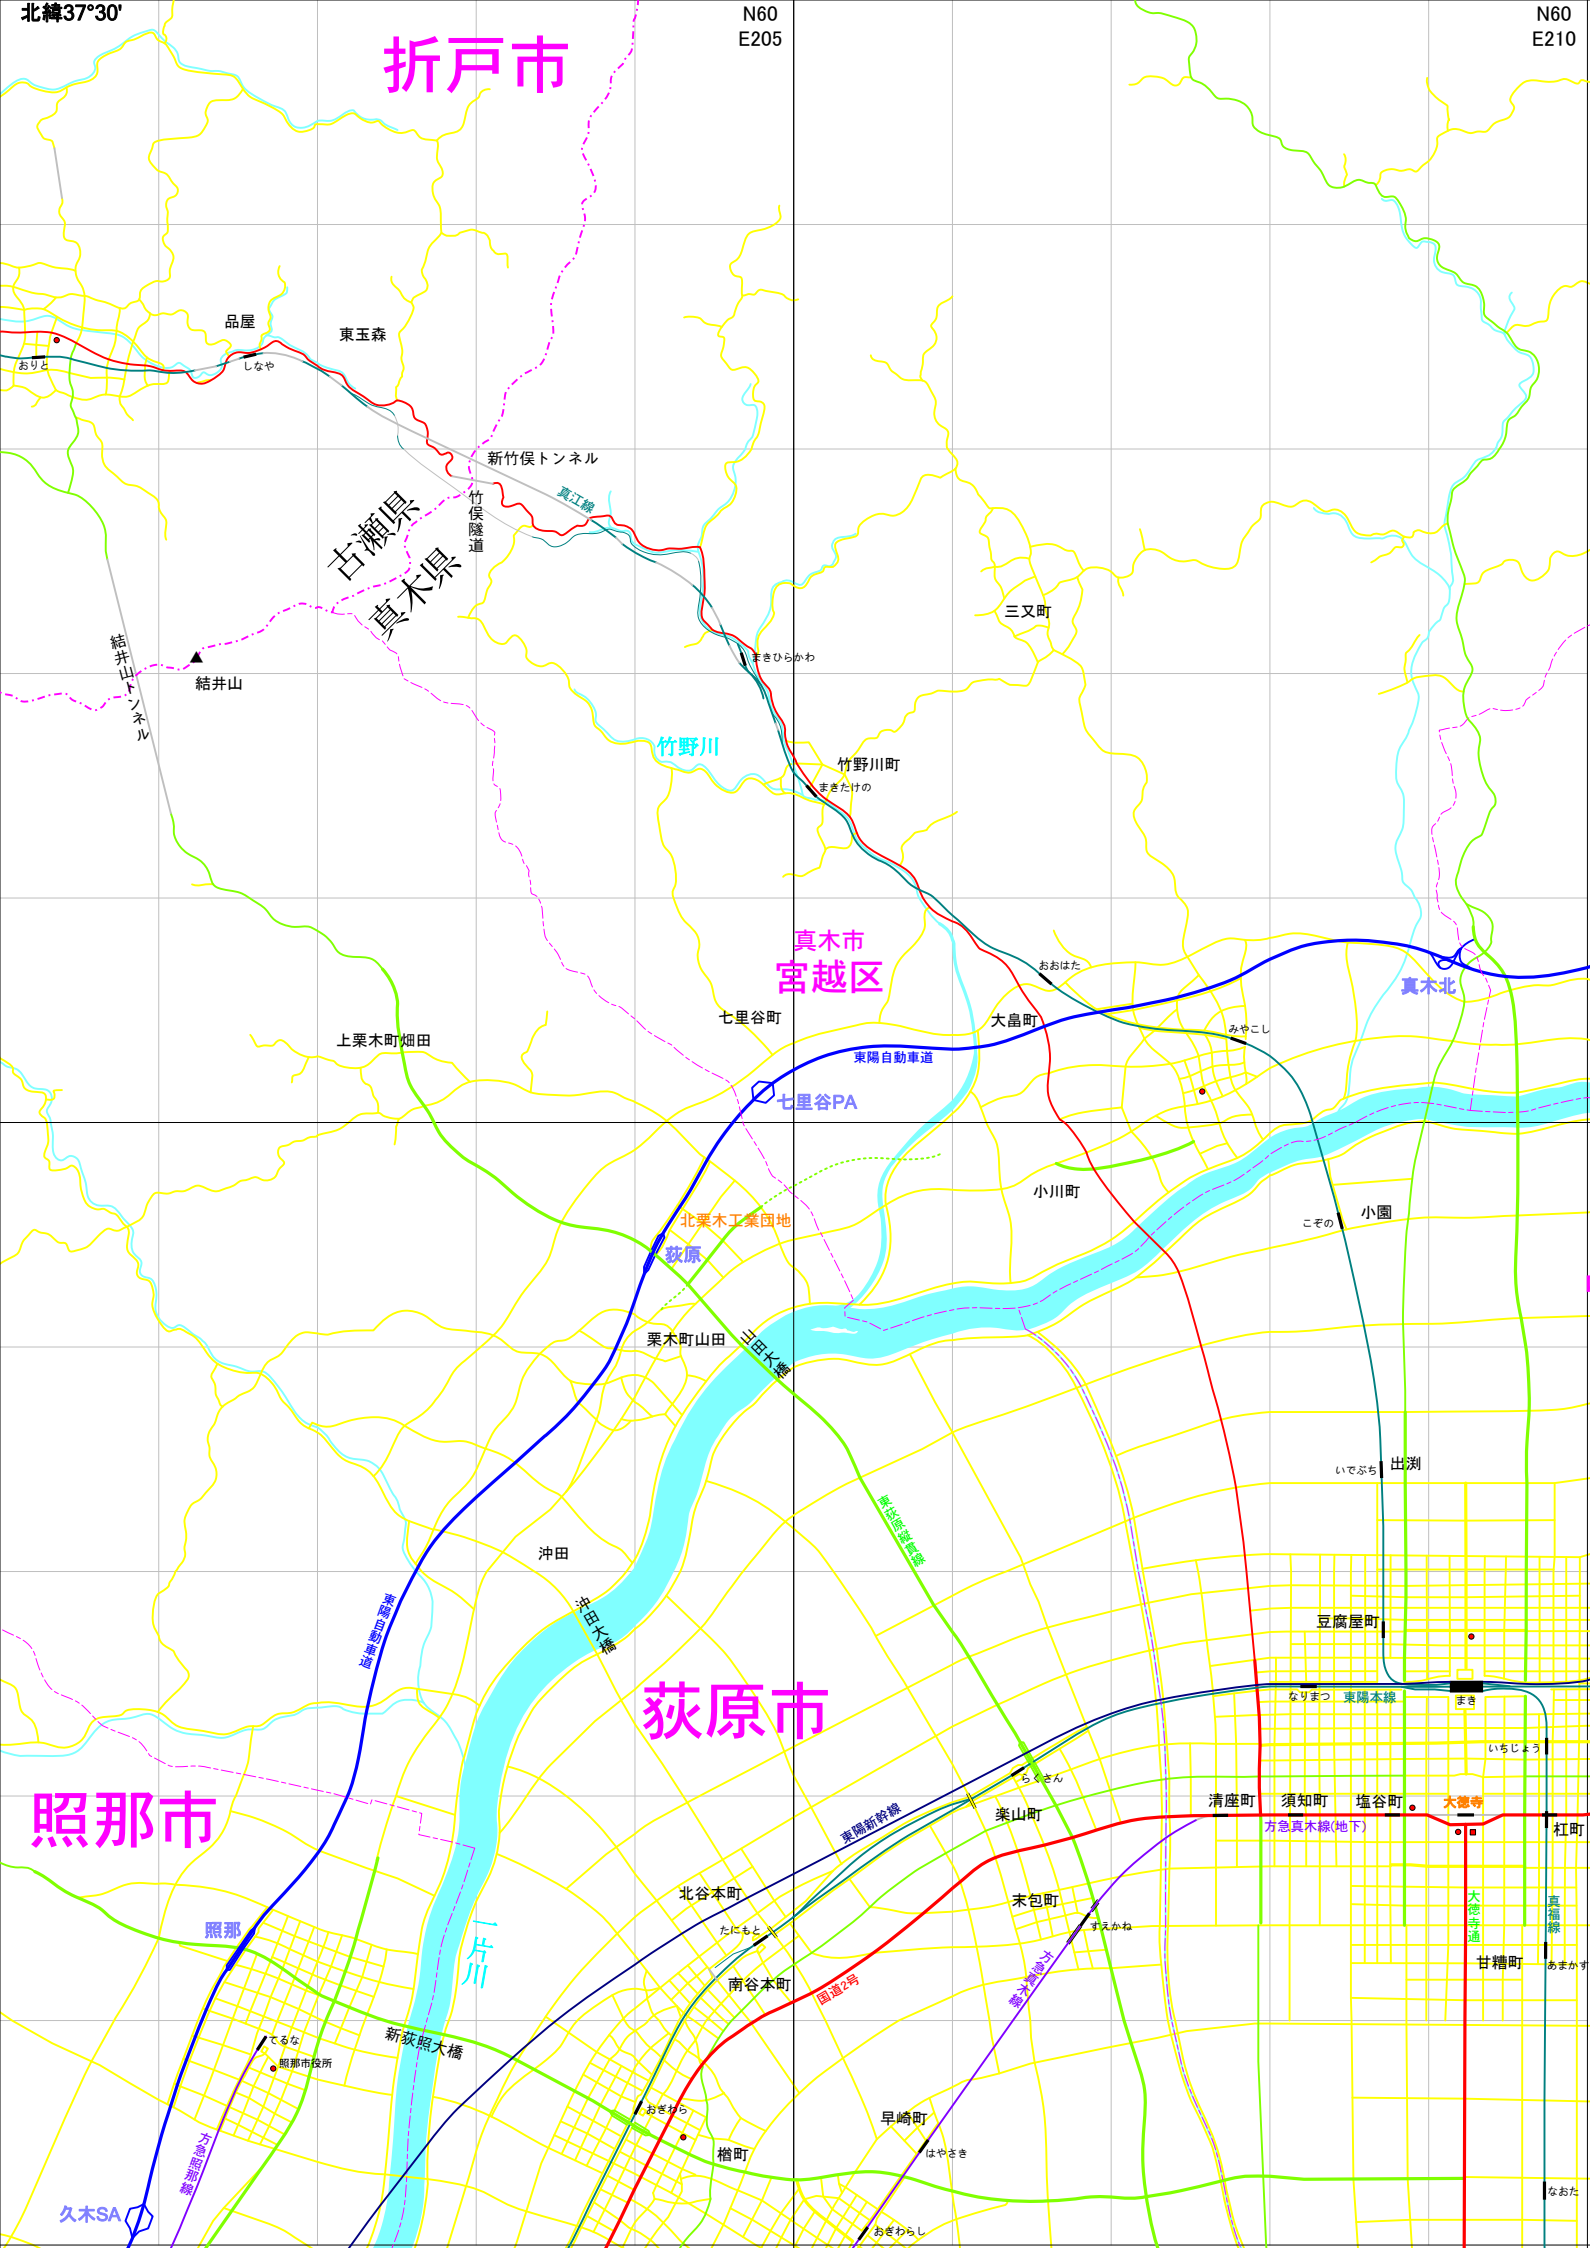 北緯37°30'
N60
E205
N60
E210
折戸市
品屋
東玉森
おりと
しなや
新竹俣トンネル
真江線
竹俣隧道
古瀬県
真木県
三又町
結井山トンネル
結井山
まきひらかわ
竹野川
竹野川町
まきたけの
真木市
宮越区
おおはた
真木北
七里谷町
大畠町
みやこし
上栗木町畑田
東陽自動車道
七里谷PA
小川町
こぞの
小園
北栗木工業団地
荻原
栗木町山田
山田大橋
いでぶち
出渕
東荻原縦貫線
沖田
沖田大橋
東陽自動車道
豆腐屋町
荻原市
なりまつ
東陽本線
まき
いちじょう
らくさん
照那市
東陽新幹線
楽山町
清座町
須知町
塩谷町
大徳寺
方急真木線(地下)
杠町
北谷本町
末包町
すえかね
大徳寺通
真福線
照那
たにもと
一片川
南谷本町
国道2号
方急真木線
甘糟町
あまかす
新荻照大橋
てるな
照那市役所
おぎわら
早崎町
はやさき
楢町
方急照那線
久木SA
なおた
おぎわらし